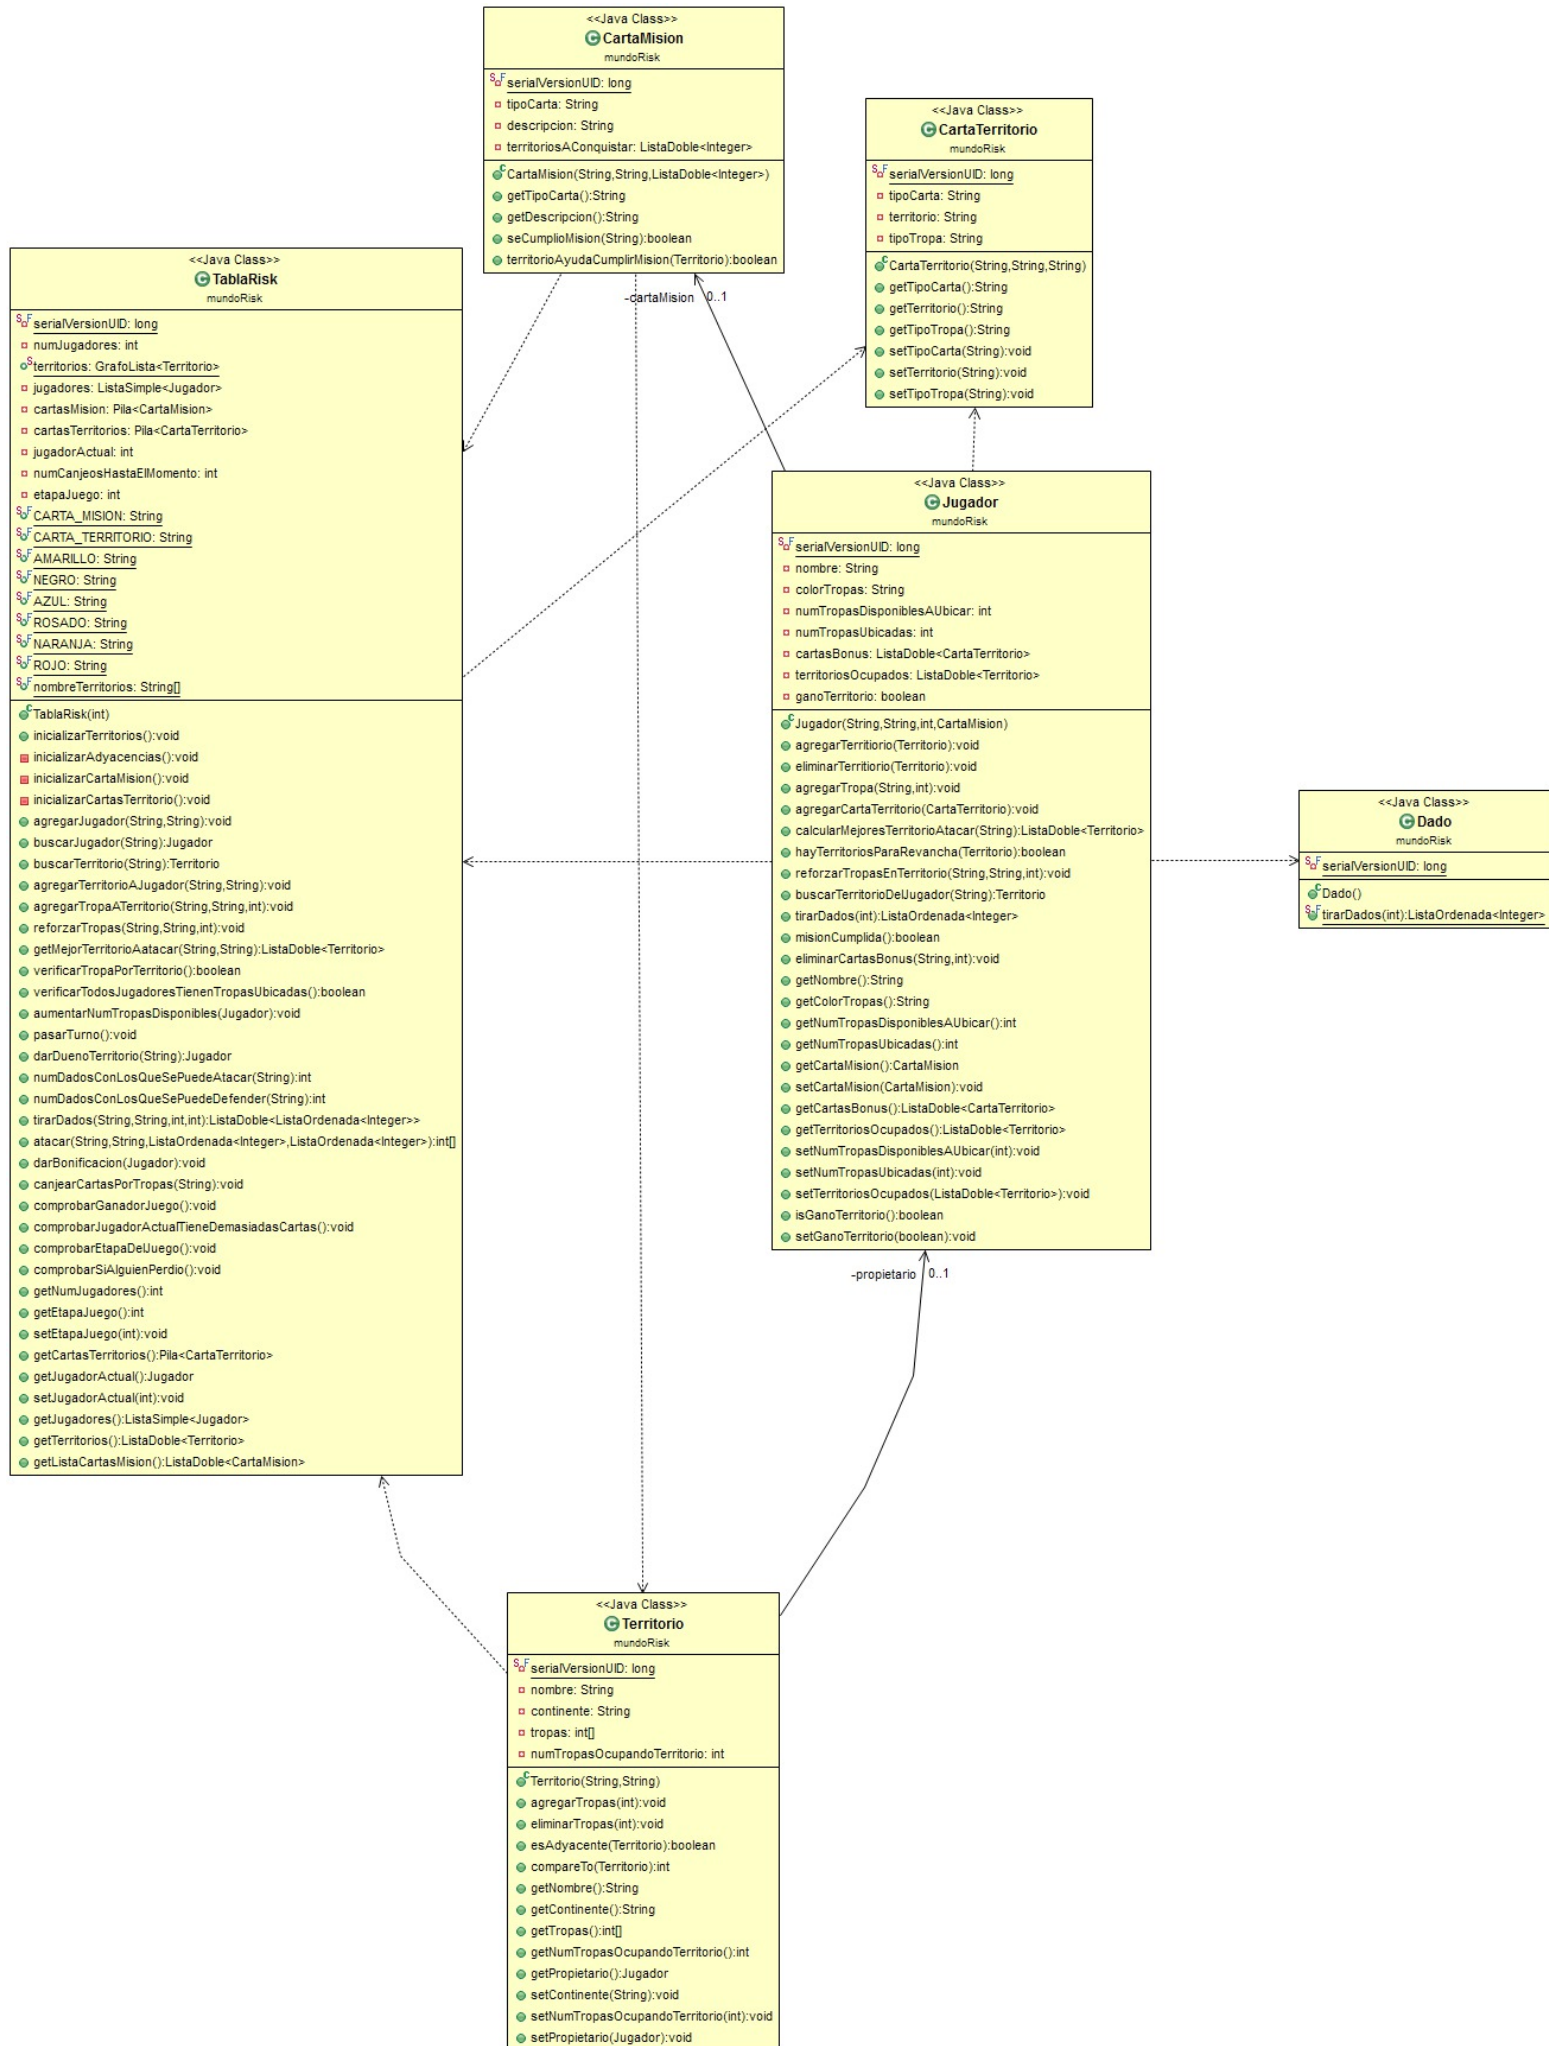 <<Java Class>>
CartaMision
mundoRisk
serialVersionUID: long
tipoCarta: String
descripcion: String
territoriosAConquistar: ListaDoble<Integer>
CartaMision(String,String,ListaDoble<Integer>)
getTipoCarta():String
getDescripcion():String
seCumplioMision(String):boolean
territorioAyudaCumplirMision(Territorio):boolean
-cartaMision 0..1
<<Java Class>>
CartaTerritorio
mundoRisk
serialVersionUID: long
tipoCarta: String
territorio: String
tipoTropa: String
CartaTerritorio(String,String,String)
getTipoCarta():String
getTerritorio():String
getTipoTropa():String
setTipoCarta(String):void
setTerritorio(String):void
setTipoTropa(String):void
<<Java Class>>
TablaRisk
mundoRisk
serialVersionUID: long
numJugadores: int
territorios: GrafoLista<Territorio>
jugadores: ListaSimple<Jugador>
cartasMision: Pila<CartaMision>
cartasTerritorios: Pila<CartaTerritorio>
jugadorActual: int
numCanjeosHastaElMomento: int
etapaJuego: int
CARTA_MISION: String
CARTA_TERRITORIO: String
AMARILLO: String
NEGRO: String
AZUL: String
ROSADO: String
NARANJA: String
ROJO: String
nombreTerritorios: String[]
TablaRisk(int)
inicializarTerritorios():void
inicializarAdyacencias():void
inicializarCartaMision():void
inicializarCartasTerritorio():void
agregarJugador(String,String):void
buscarJugador(String):Jugador
buscarTerritorio(String):Territorio
agregarTerritorioAJugador(String,String):void
agregarTropaATerritorio(String,String,int):void
reforzarTropas(String,String,int):void
getMejorTerritorioAatacar(String,String):ListaDoble<Territorio>
verificarTropaPorTerritorio():boolean
verificarTodosJugadoresTienenTropasUbicadas():boolean
aumentarNumTropasDisponibles(Jugador):void
pasarTurno():void
darDuenoTerritorio(String):Jugador
numDadosConLosQueSePuedeAtacar(String):int
numDadosConLosQueSePuedeDefender(String):int
tirarDados(String,String,int,int):ListaDoble<ListaOrdenada<Integer>>
atacar(String,String,ListaOrdenada<Integer>,ListaOrdenada<Integer>):int[]
darBonificacion(Jugador):void
canjearCartasPorTropas(String):void
comprobarGanadorJuego():void
comprobarJugadorActualTieneDemasiadasCartas():void
comprobarEtapaDelJuego():void
comprobarSiAlguienPerdio():void
getNumJugadores():int
getEtapaJuego():int
setEtapaJuego(int):void
getCartasTerritorios():Pila<CartaTerritorio>
getJugadorActual():Jugador
setJugadorActual(int):void
getJugadores():ListaSimple<Jugador>
getTerritorios():ListaDoble<Territorio>
getListaCartasMision():ListaDoble<CartaMision>
<<Java Class>>
Jugador
mundoRisk
serialVersionUID: long
nombre: String
colorTropas: String
numTropasDisponiblesAUbicar: int
numTropasUbicadas: int
cartasBonus: ListaDoble<CartaTerritorio>
territoriosOcupados: ListaDoble<Territorio>
ganoTerritorio: boolean
Jugador(String,String,int,CartaMision)
agregarTerritiorio(Territorio):void
eliminarTerritiorio(Territorio):void
agregarTropa(String,int):void
agregarCartaTerritorio(CartaTerritorio):void
calcularMejoresTerritorioAtacar(String):ListaDoble<Territorio>
hayTerritoriosParaRevancha(Territorio):boolean
reforzarTropasEnTerritorio(String,String,int):void
buscarTerritorioDelJugador(String):Territorio
tirarDados(int):ListaOrdenada<Integer>
misionCumplida():boolean
eliminarCartasBonus(String,int):void
getNombre():String
getColorTropas():String
getNumTropasDisponiblesAUbicar():int
getNumTropasUbicadas():int
getCartaMision():CartaMision
setCartaMision(CartaMision):void
getCartasBonus():ListaDoble<CartaTerritorio>
getTerritoriosOcupados():ListaDoble<Territorio>
setNumTropasDisponiblesAUbicar(int):void
setNumTropasUbicadas(int):void
setTerritoriosOcupados(ListaDoble<Territorio>):void
isGanoTerritorio():boolean
setGanoTerritorio(boolean):void
-propietario 0..1
<<Java Class>>
Dado
mundoRisk
serialVersionUID: long
Dado()
tirarDados(int):ListaOrdenada<Integer>
<<Java Class>>
Territorio
mundoRisk
serialVersionUID: long
nombre: String
continente: String
tropas: int[]
numTropasOcupandoTerritorio: int
Territorio(String,String)
agregarTropas(int):void
eliminarTropas(int):void
esAdyacente(Territorio):boolean
compareTo(Territorio):int
getNombre():String
getContinente():String
getTropas():int[]
getNumTropasOcupandoTerritorio():int
getPropietario():Jugador
setContinente(String):void
setNumTropasOcupandoTerritorio(int):void
setPropietario(Jugador):void